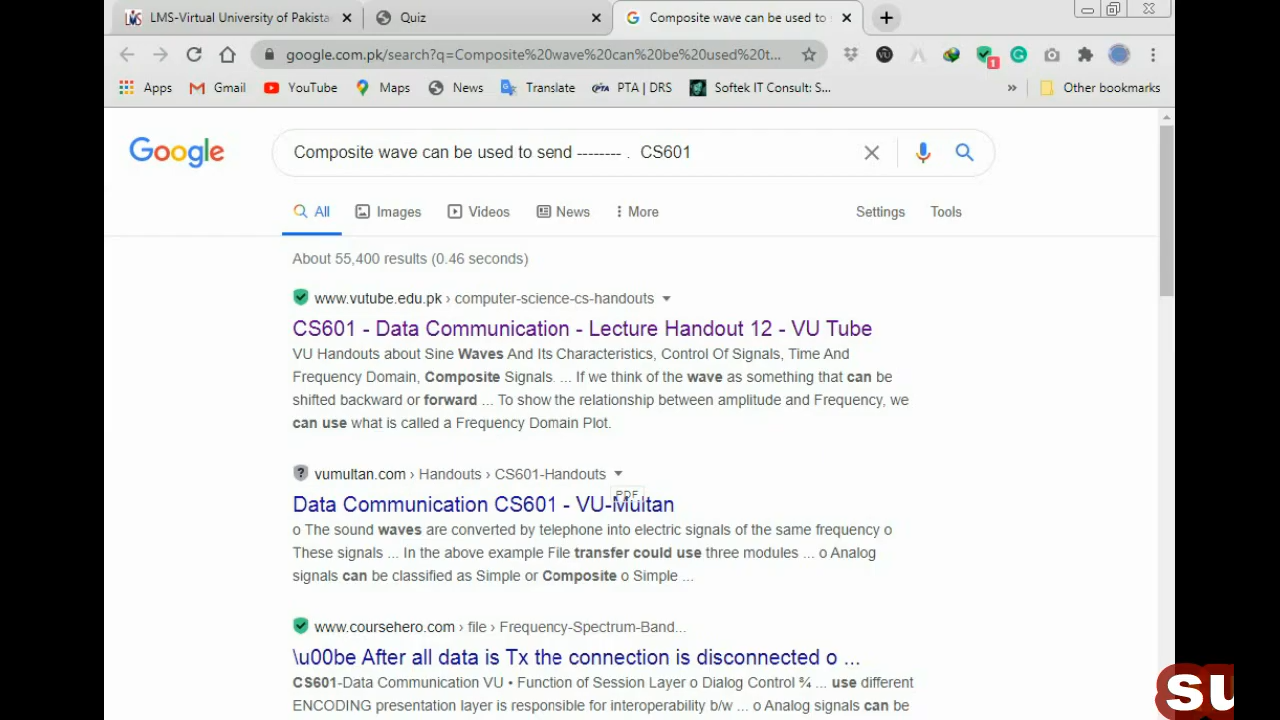 LMS-Virtual University of Pakista
Quiz
Composite wave can be used to
google.com.pk/search?q=Composite%20wave%20can%20be%20used%20t...
1
Apps
Gmail
YouTube
Maps
News
Translate
PTA | DRS
Softek IT Consult: S...
»
Other bookmarks
Google
Composite wave can be used to send -------- . CS601
All
Images
Videos
News
More
Settings
Tools
About 55,400 results (0.46 seconds)
www.vutube.edu.pk › computer-science-cs-handouts
CS601 - Data Communication - Lecture Handout 12 - VU Tube
VU Handouts about Sine Waves And Its Characteristics, Control Of Signals, Time And
Frequency Domain, Composite Signals. ... If we think of the wave as something that can be
shifted backward or forward ... To show the relationship between amplitude and Frequency, we
can use what is called a Frequency Domain Plot.
vumultan.com › Handouts › CS601-Handouts
PDF
Data Communication CS601 - VU-Multan
o The sound waves are converted by telephone into electric signals of the same frequency o
These signals ... In the above example File transfer could use three modules ... o Analog
signals can be classified as Simple or Composite o Simple ...
www.coursehero.com › file › Frequency-Spectrum-Band...
\u00be After all data is Tx the connection is disconnected o ...
CS601-Data Communication VU • Function of Session Layer o Dialog Control ¾ ... use different
ENCODING presentation layer is responsible for interoperability b/w ... o Analog signals can be
SU